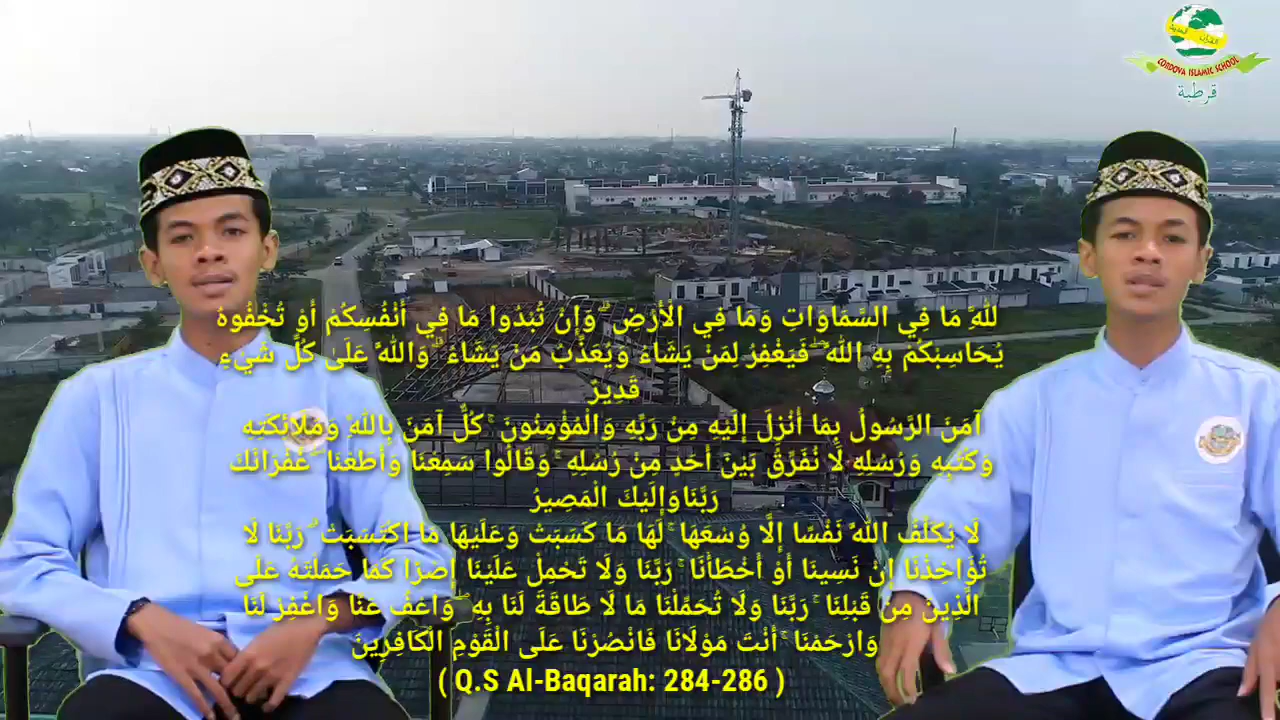 القرآن الحديث
CORDOVA ISLAMIC SCHOOL
قرطبة
لِلَّهِ مَا فِي السَّمَاوَاتِ وَمَا فِي الْأَرْضِ ۗ وَإِنْ تُبْدُوا مَا فِي أَنْفُسِكُمْ أَوْ تُخْفُوهُ
يُحَاسِبْكُمْ بِهِ اللَّهُ ۖ فَيَغْفِرُ لِمَنْ يَشَاءُ وَيُعَذِّبُ مَنْ يَشَاءُ ۗ وَاللَّهُ عَلَىٰ كُلِّ شَيْءٍ
قَدِيرٌ
آمَنَ الرَّسُولُ بِمَا أُنْزِلَ إِلَيْهِ مِنْ رَبِّهِ وَالْمُؤْمِنُونَ ۚ كُلٌّ آمَنَ بِاللَّهِ وَمَلَائِكَتِهِ
وَكُتُبِهِ وَرُسُلِهِ لَا نُفَرِّقُ بَيْنَ أَحَدٍ مِنْ رُسُلِهِ ۚ وَقَالُوا سَمِعْنَا وَأَطَعْنَا ۖ غُفْرَانَكَ
رَبَّنَا وَإِلَيْكَ الْمَصِيرُ
لَا يُكَلِّفُ اللَّهُ نَفْسًا إِلَّا وُسْعَهَا ۚ لَهَا مَا كَسَبَتْ وَعَلَيْهَا مَا اكْتَسَبَتْ ۗ رَبَّنَا لَا
تُؤَاخِذْنَا إِنْ نَسِينَا أَوْ أَخْطَأْنَا ۚ رَبَّنَا وَلَا تَحْمِلْ عَلَيْنَا إِصْرًا كَمَا حَمَلْتَهُ عَلَى
الَّذِينَ مِنْ قَبْلِنَا ۚ رَبَّنَا وَلَا تُحَمِّلْنَا مَا لَا طَاقَةَ لَنَا بِهِ ۖ وَاعْفُ عَنَّا وَاغْفِرْ لَنَا
وَارْحَمْنَا ۚ أَنْتَ مَوْلَانَا فَانْصُرْنَا عَلَى الْقَوْمِ الْكَافِرِينَ
( Q.S Al-Baqarah: 284-286 )